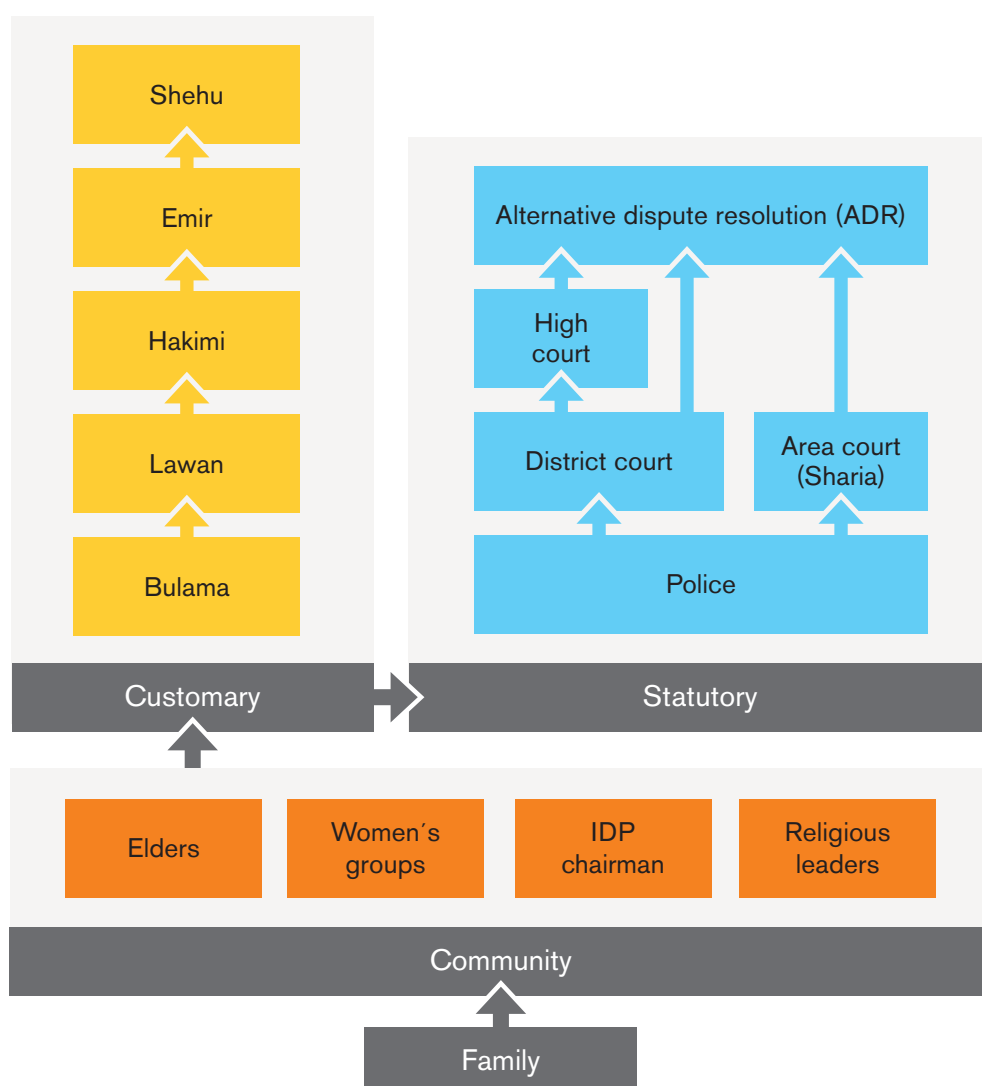 Shehu
Emir
Hakimi
Lawan
Bulama
Customary
Alternative dispute resolution (ADR)
High
court
District court
Area court
(Sharia)
Police
Statutory
Elders
Women´s
groups
IDP
chairman
Religious
leaders
Community
Family